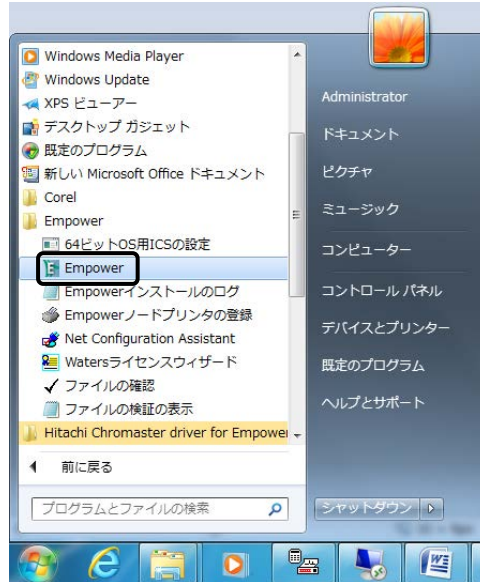 Windows Media Player
Windows Update
XPS ビューアー
デスクトップ ガジェット
既定のプログラム
新しい Microsoft Office ドキュメント
Corel
Empower
64ビットOS用ICSの設定
Empower
Empowerインストールのログ
Empowerノードプリンタの登録
Net Configuration Assistant
Watersライセンスウィザード
ファイルの確認
ファイルの検証の表示
Hitachi Chromaster driver for Empower
前に戻る
プログラムとファイルの検索
Administrator
ドキュメント
ピクチャ
ミュージック
コンピューター
コントロール パネル
デバイスとプリンター
既定のプログラム
ヘルプとサポート
シャットダウン